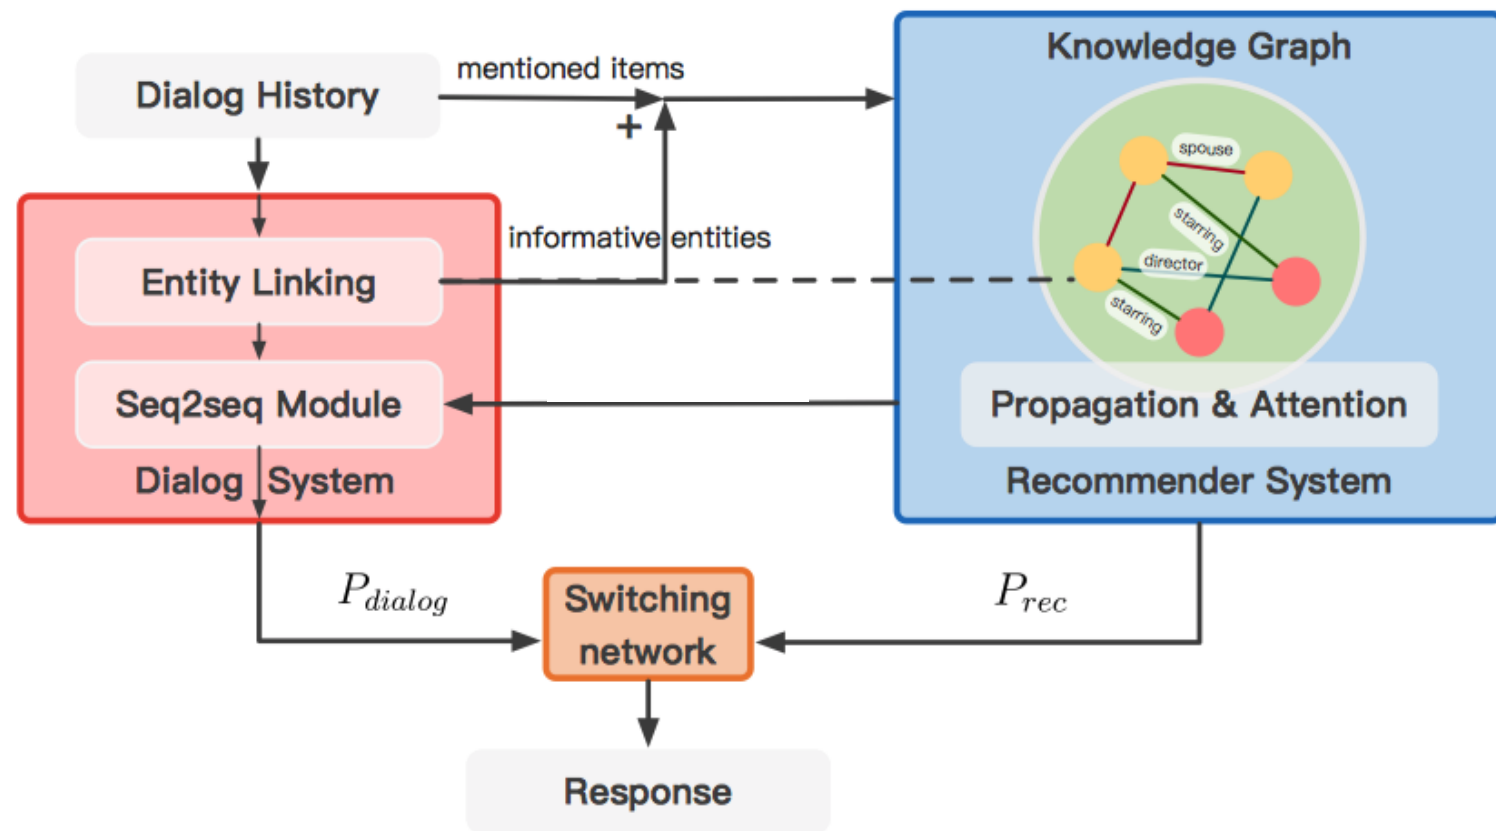 Dialog History
mentioned items
+
Knowledge Graph
spouse
starring
director
starring
informative entities
Entity Linking
Seq2seq Module
Dialog System
Propagation & Attention
Recommender System
P_dialog
Switching
network
P_rec
Response